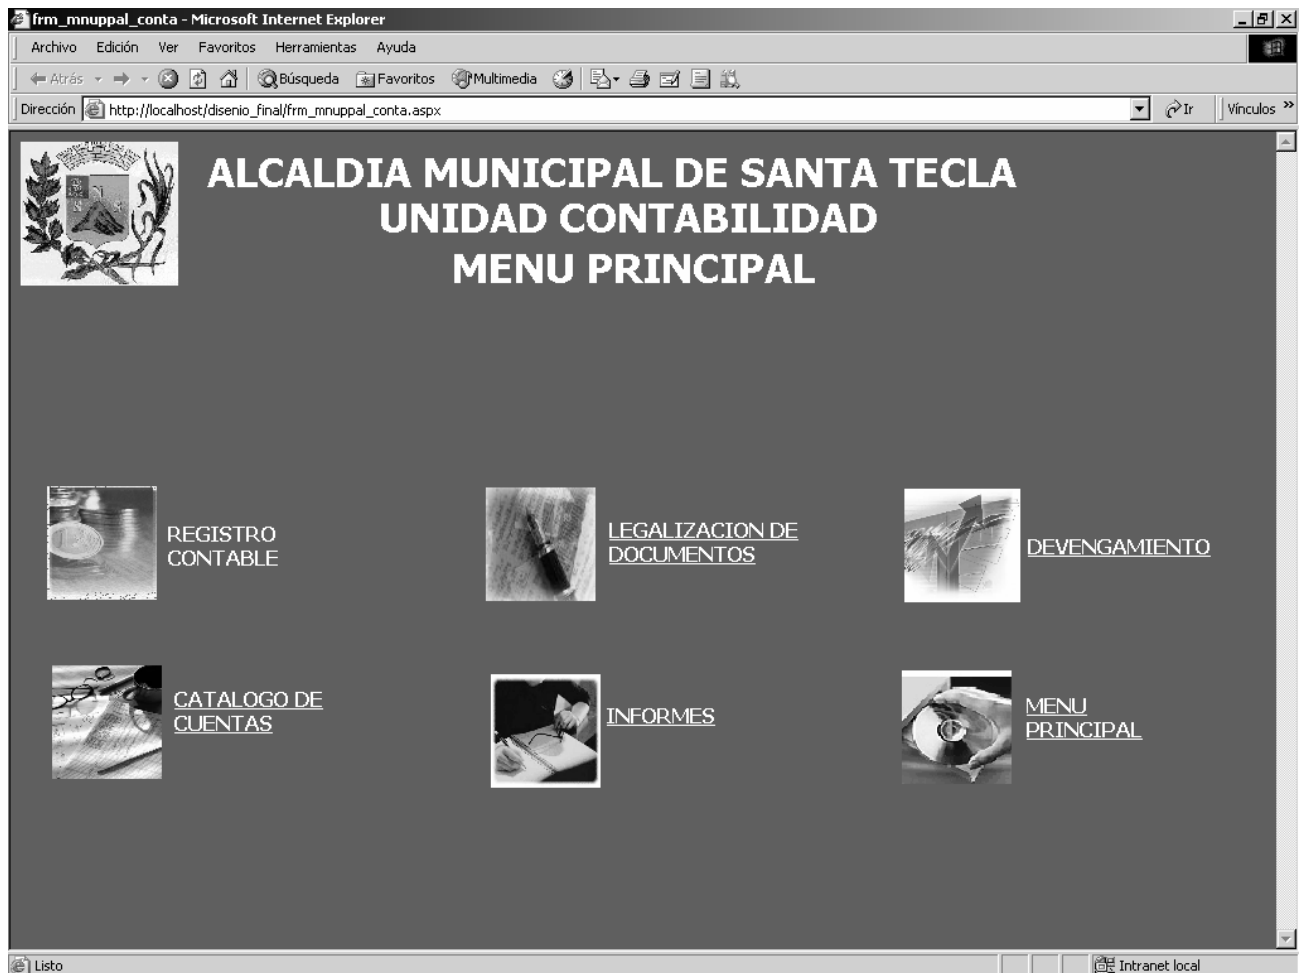 frm_mnuppal_conta - Microsoft Internet Explorer
Archivo Edición Ver Favoritos Herramientas Ayuda
Atrás Búsqueda Favoritos Multimedia
Dirección http://localhost/disenio_final/frm_mnuppal_conta.aspx Ir Vínculos »
ALCALDIA MUNICIPAL DE SANTA TECLA
UNIDAD CONTABILIDAD
MENU PRINCIPAL
REGISTRO
CONTABLE
LEGALIZACION DE
DOCUMENTOS
DEVENGAMIENTO
CATALOGO DE
CUENTAS
INFORMES
MENU
PRINCIPAL
Listo Intranet local